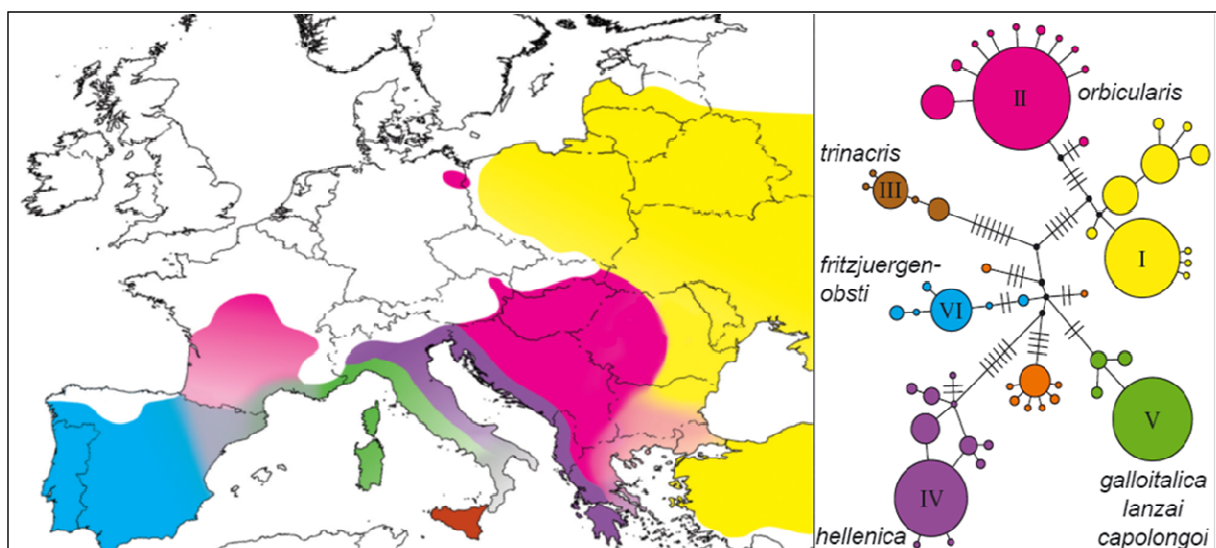 II
orbicularis
trinacris
III
I
fritzjuergen-
obsti
VI
V
IV
galloitalica
lanzai
capolongoi
hellenica